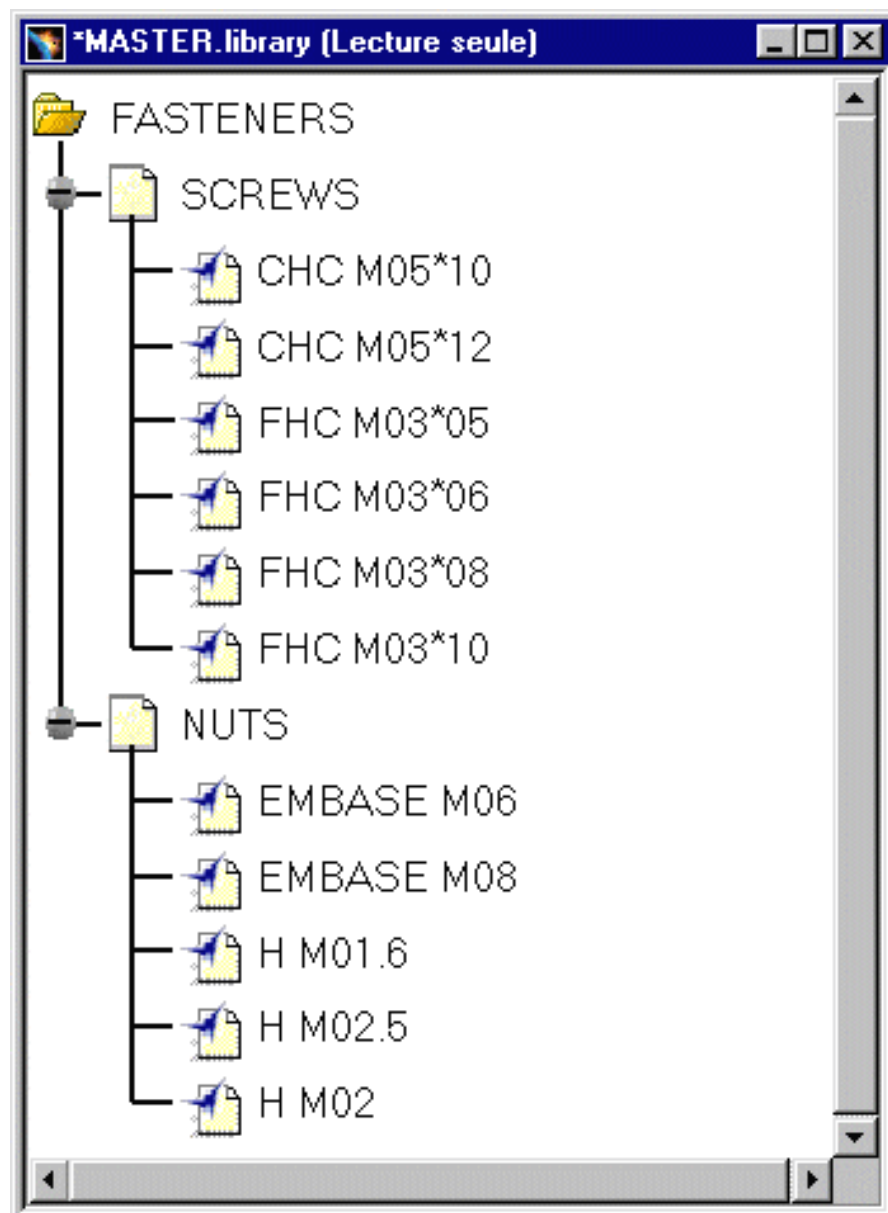 *MASTER.library (Lecture seule)
FASTENERS
SCREWS
CHC M05*10
CHC M05*12
FHC M03*05
FHC M03*06
FHC M03*08
FHC M03*10
NUTS
EMBASE M06
EMBASE M08
H M01.6
H M02.5
H M02